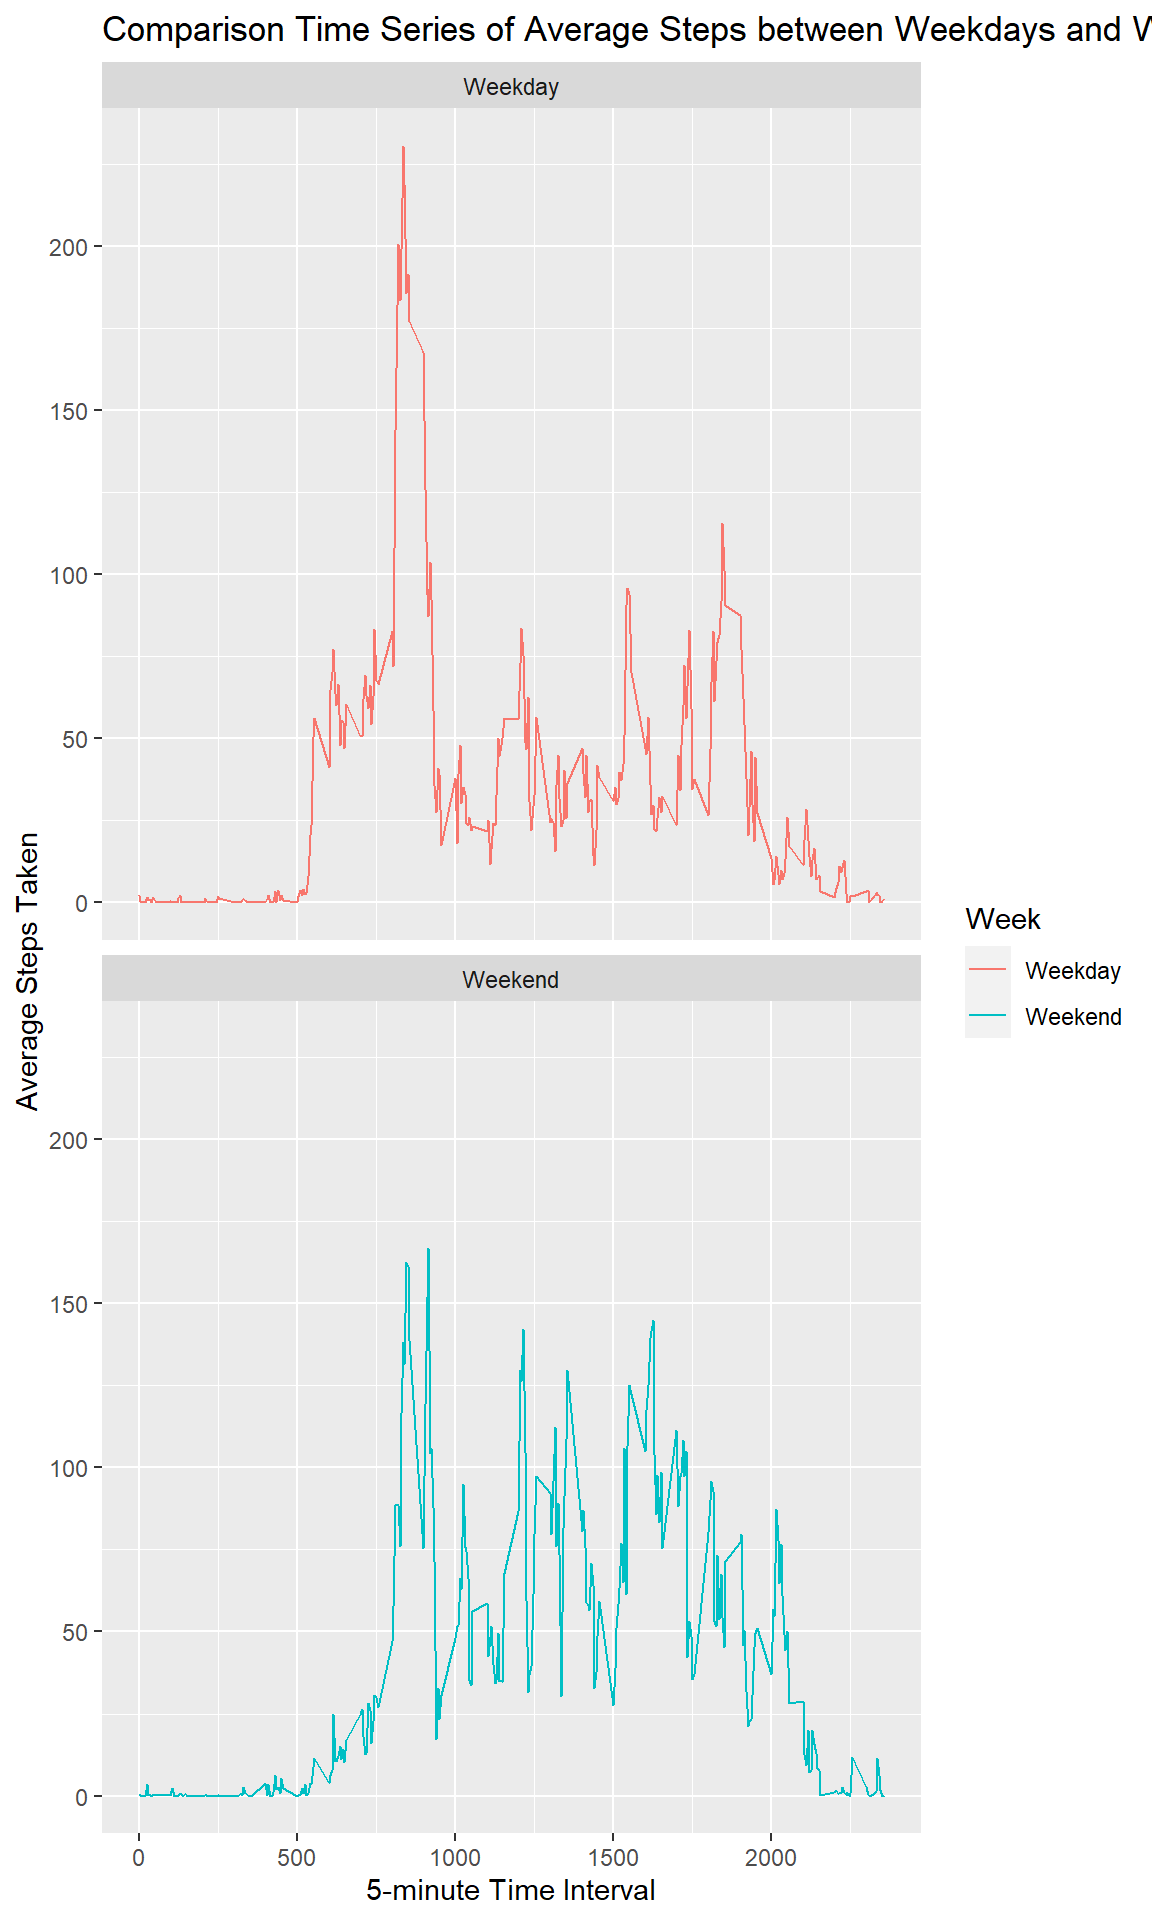 Comparison Time Series of Average Steps between Weekdays and W
Weekday
200
150
100
50
0
Weekend
200
150
100
50
0
0 500 1000 1500 2000
5-minute Time Interval
Average Steps Taken
Week
Weekday
Weekend